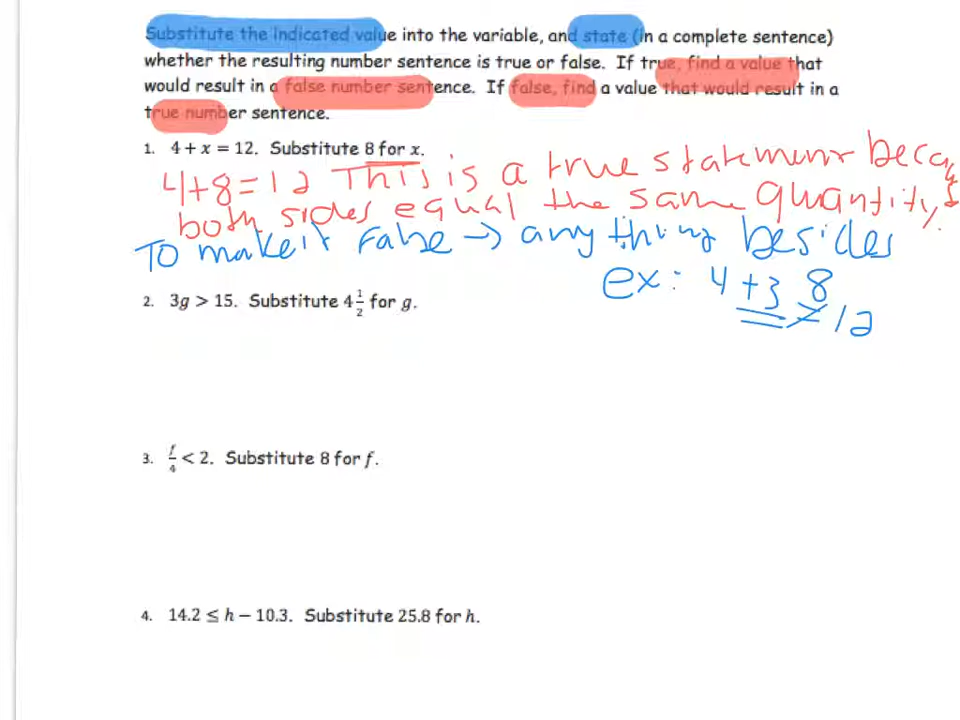 Substitute the indicated value into the variable, and state (in a complete sentence)
whether the resulting number sentence is true or false. If true, find a value that
would result in a false number sentence. If false, find a value that would result in a
true number sentence.
1. 4 + x = 12. Substitute 8 for x.
4+8=12 This is a true statement because
both sides equal the same quantity.
To make it False → anything besides
8
ex: 4+3
= 12
2. 3g > 15. Substitute 4 1/2 for g.
3. f/4 < 2. Substitute 8 for f.
4. 14.2 ≤ h − 10.3. Substitute 25.8 for h.